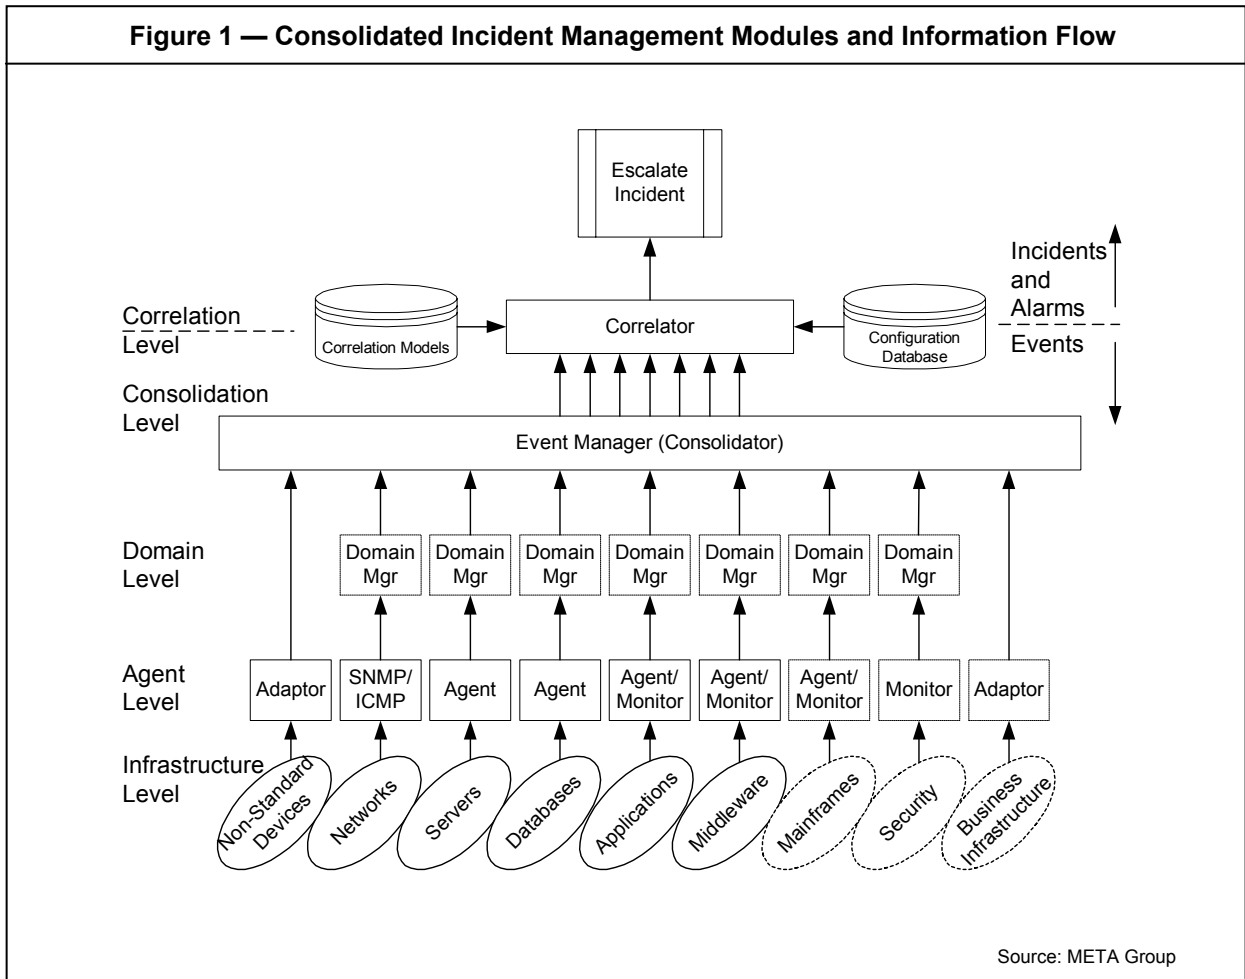 Figure 1 — Consolidated Incident Management Modules and Information Flow
Escalate
Incident
Incidents
and
Alarms
Events
Correlation
Level
Correlation Models
Correlator
Configuration
Database
Consolidation
Level
Event Manager (Consolidator)
Domain
Level
Domain
Mgr
Domain
Mgr
Domain
Mgr
Domain
Mgr
Domain
Mgr
Domain
Mgr
Domain
Mgr
Agent
Level
Adaptor
SNMP/
ICMP
Agent
Agent
Agent/
Monitor
Agent/
Monitor
Agent/
Monitor
Monitor
Adaptor
Infrastructure
Level
Non-Standard
Devices
Networks
Servers
Databases
Applications
Middleware
Mainframes
Security
Business
Infrastructure
Source: META Group